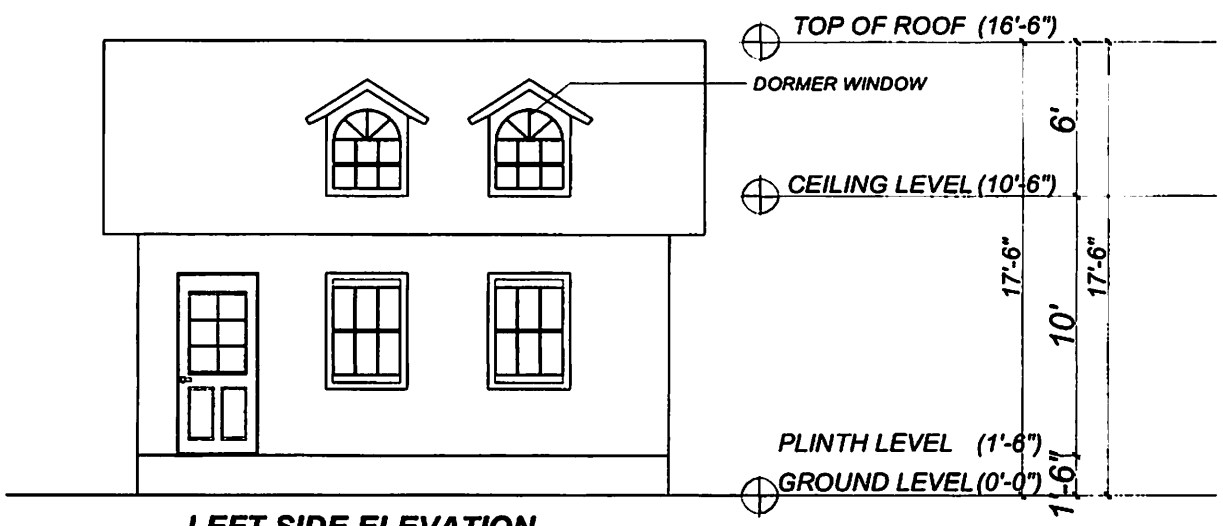 TOP OF ROOF (16'-6")
DORMER WINDOW
6'
CEILING LEVEL (10'-6")
17'-6"
17'-6"
10'
PLINTH LEVEL (1'-6")
GROUND LEVEL (0'-0")
1'-6"
LEFT SIDE ELEVATION